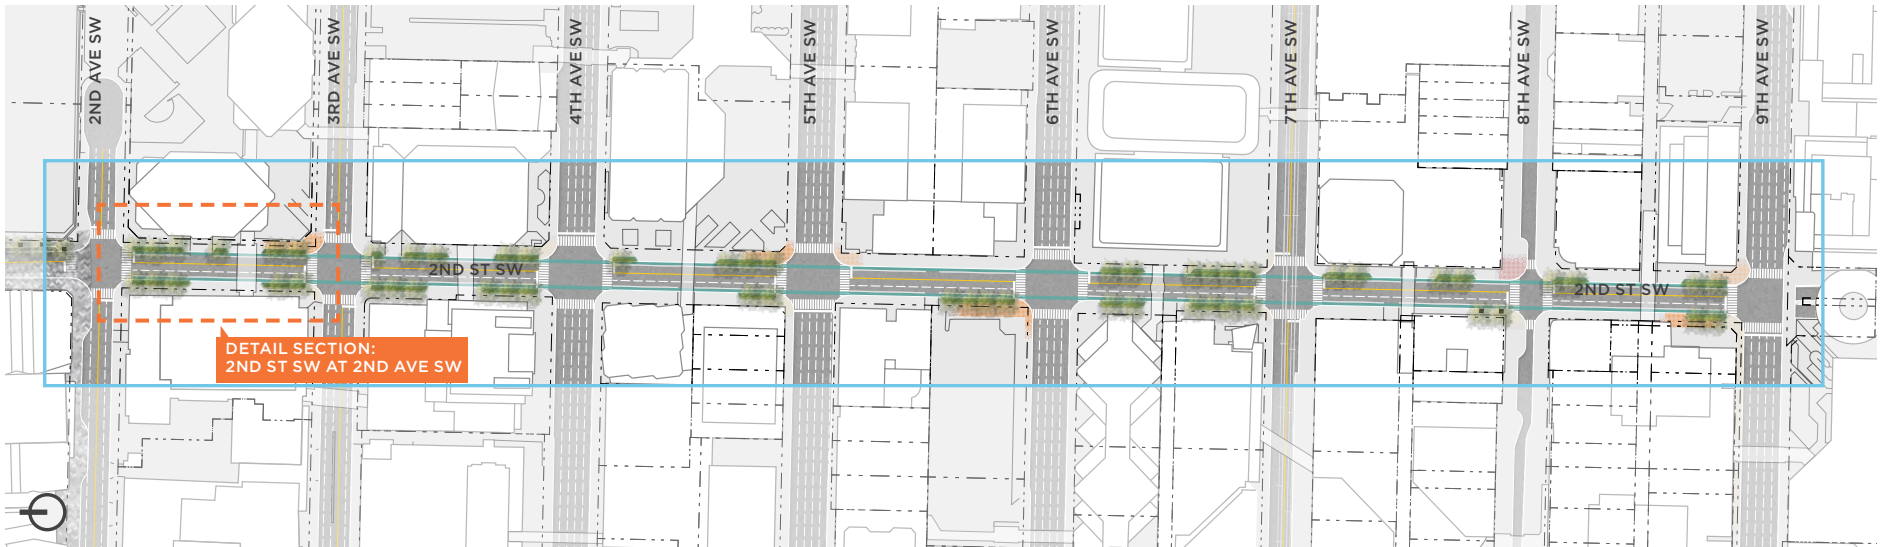 2ND AVE SW
3RD AVE SW
4TH AVE SW
5TH AVE SW
6TH AVE SW
7TH AVE SW
8TH AVE SW
9TH AVE SW
2ND ST SW
2ND ST SW
DETAIL SECTION:
2ND ST SW AT 2ND AVE SW